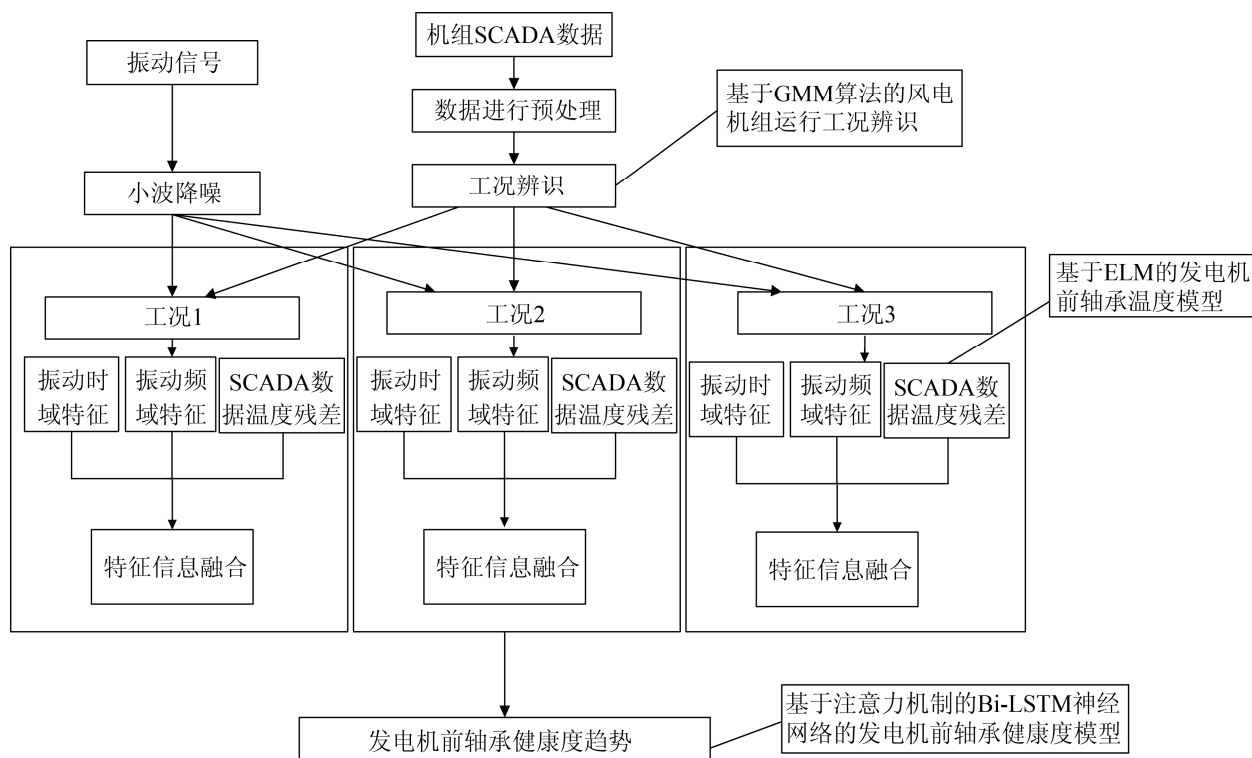 机组SCADA数据
振动信号
数据进行预处理
基于GMM算法的风电
机组运行工况辨识
小波降噪
工况辨识
基于ELM的发电机
前轴承温度模型
工况1
工况2
工况3
振动时
域特征
振动频
域特征
SCADA数
据温度残差
振动时
域特征
振动频
域特征
SCADA数
据温度残差
振动时
域特征
振动频
域特征
SCADA数
据温度残差
特征信息融合
特征信息融合
特征信息融合
基于注意力机制的Bi-LSTM神经
网络的发电机前轴承健康度模型
发电机前轴承健康度趋势